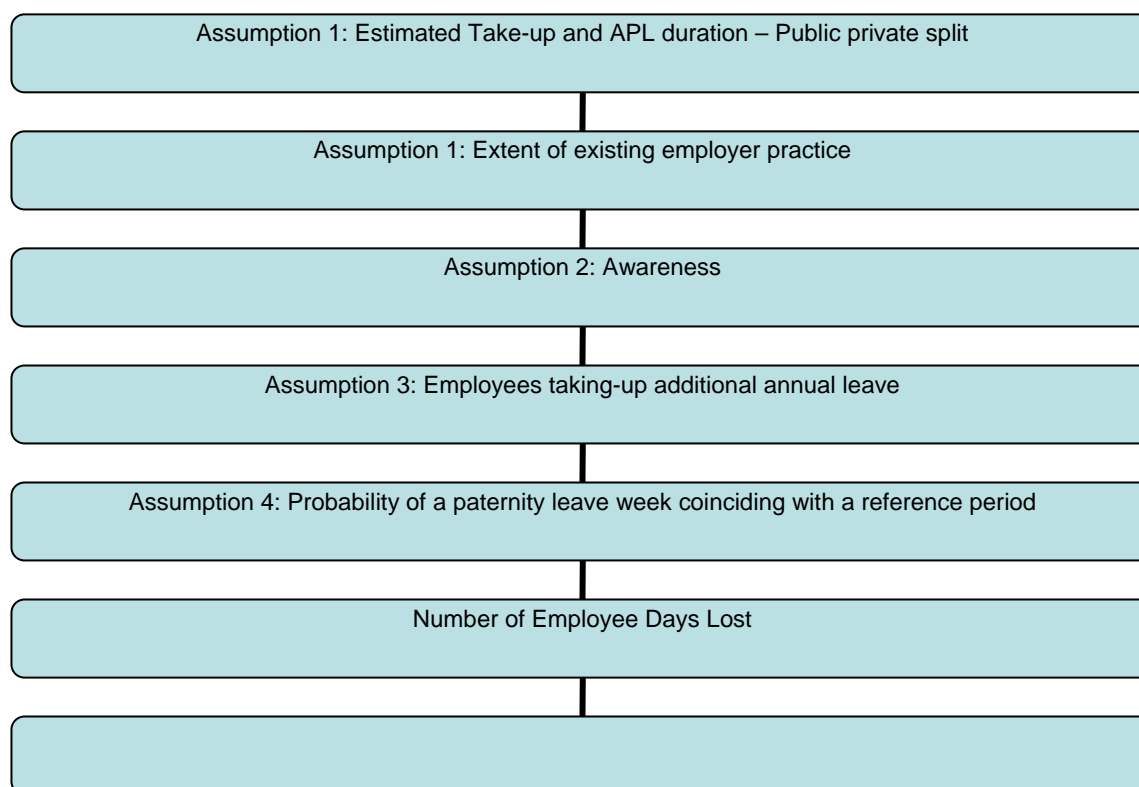 Assumption 1: Estimated Take-up and APL duration – Public private split
Assumption 1: Extent of existing employer practice
Assumption 2: Awareness
Assumption 3: Employees taking-up additional annual leave
Assumption 4: Probability of a paternity leave week coinciding with a reference period
Number of Employee Days Lost